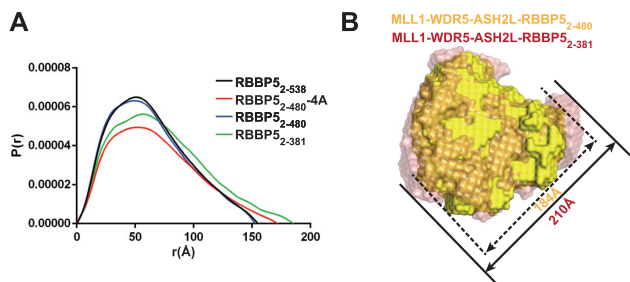 A
0.00008
0.00006
0.00004
0.00002
0.00000
P(r)
0
50
100
150
200
r(Å)
RBBP5₂₋₅₃₈
RBBP5₂₋₄₈₀-4A
RBBP5₂₋₄₈₀
RBBP5₂₋₃₈₁
B
MLL1-WDR5-ASH2L-RBBP5₂₋₄₈₀
MLL1-WDR5-ASH2L-RBBP5₂₋₃₈₁
184Å
210Å